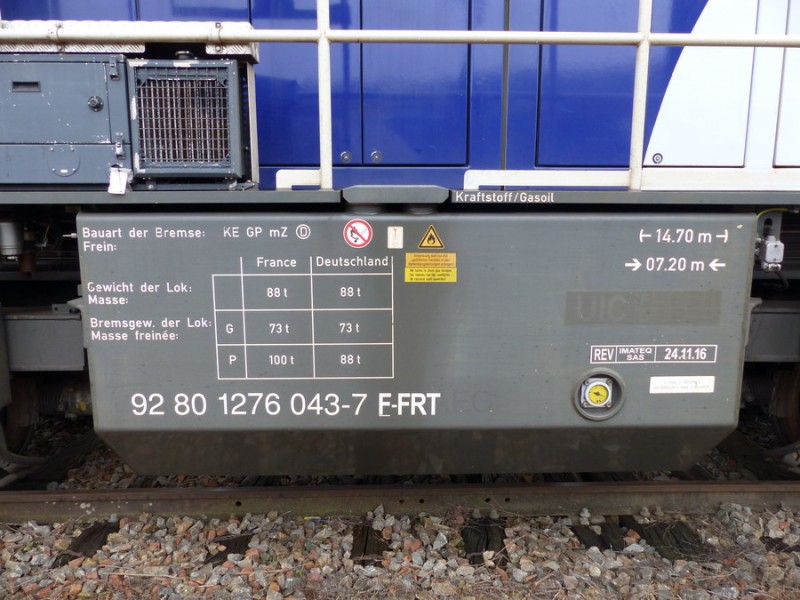 Kraftstoff/Gasoil
Bauart der Bremse: KE GP mZ D
Frein:
14.70 m
07.20 m
France Deutschland
Gewicht der Lok: 88 t 88 t
Masse:
Bremsgew. der Lok: G 73 t 73 t
Masse freinée:
P 100 t 88 t
UIC
REV IMATEQ SAS 24.11.16
92 80 1276 043-7 F-FRT